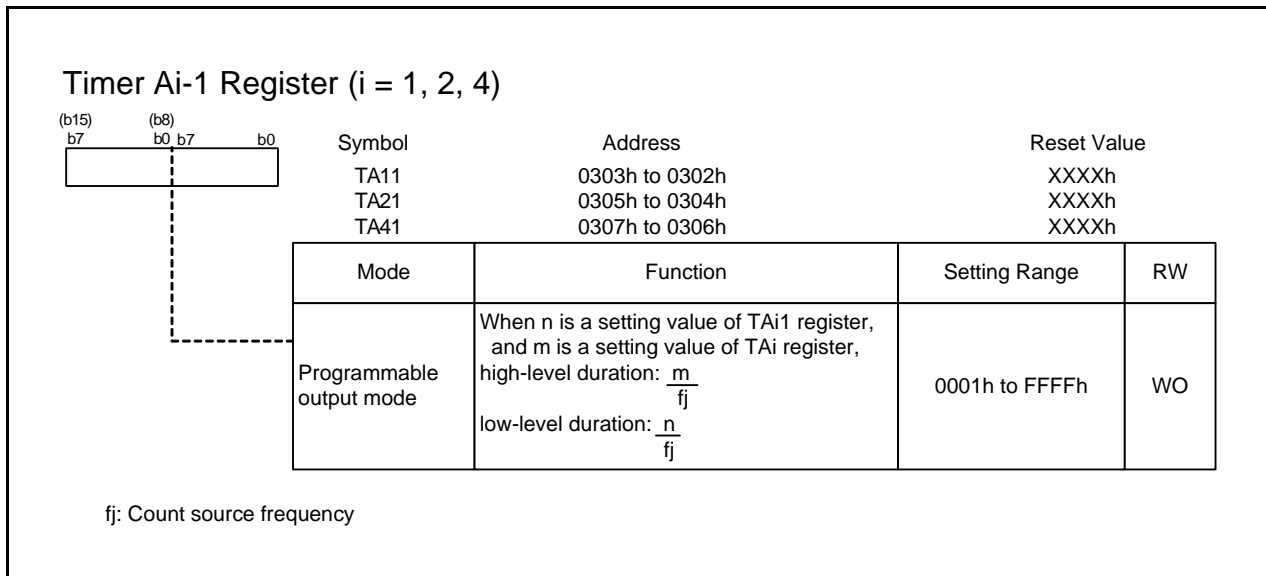 Timer Ai-1 Register (i = 1, 2, 4)
(b15) (b8)
b7 b0 b7 b0
Symbol Address Reset Value
TA11 0303h to 0302h XXXXh
TA21 0305h to 0304h XXXXh
TA41 0307h to 0306h XXXXh
Mode Function Setting Range RW
When n is a setting value of TAi1 register,
and m is a setting value of TAi register,
high-level duration: m
fj
low-level duration: n
fj
Programmable
output mode
0001h to FFFFh
WO
fj: Count source frequency